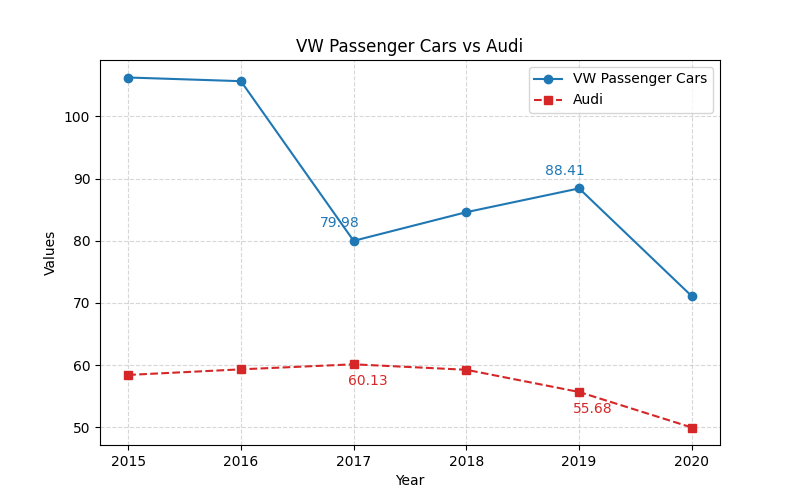 VW Passenger Cars vs Audi
VW Passenger Cars
Audi
Values
100
90
80
70
60
50
88.41
79.98
60.13
55.68
2015 2016 2017 2018 2019 2020
Year